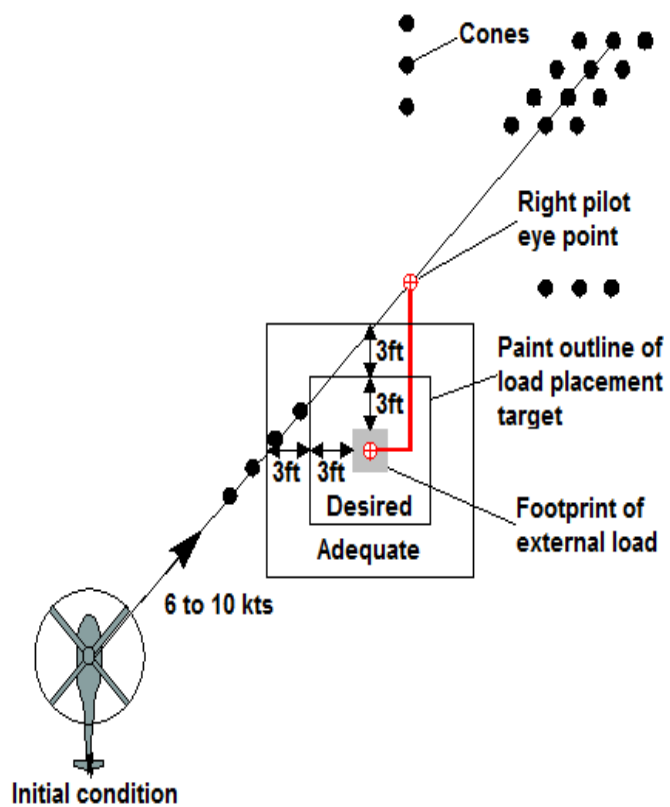 Cones
Right pilot
eye point
3ft
Paint outline of
load placement
target
3ft
3ft
3ft
Desired
Footprint of
external load
Adequate
6 to 10 kts
Initial condition